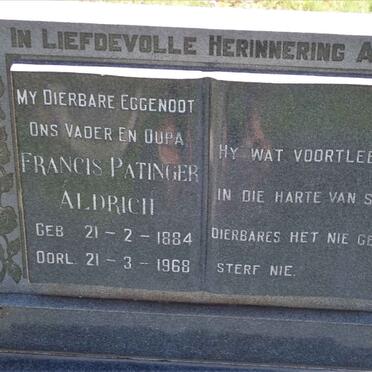 IN LIEFDEVOLLE HERINNERING A
MY DIERBARE EGGENOOT
ONS VADER EN OUPA
FRANCIS PATINGER
ALDRICH
GEB. 21 - 2 - 1884
OORL. 21 - 3 - 1968
HY WAT VOORTLEE
IN DIE HARTE VAN S
DIERBARES HET NIE GE
STERF NIE.